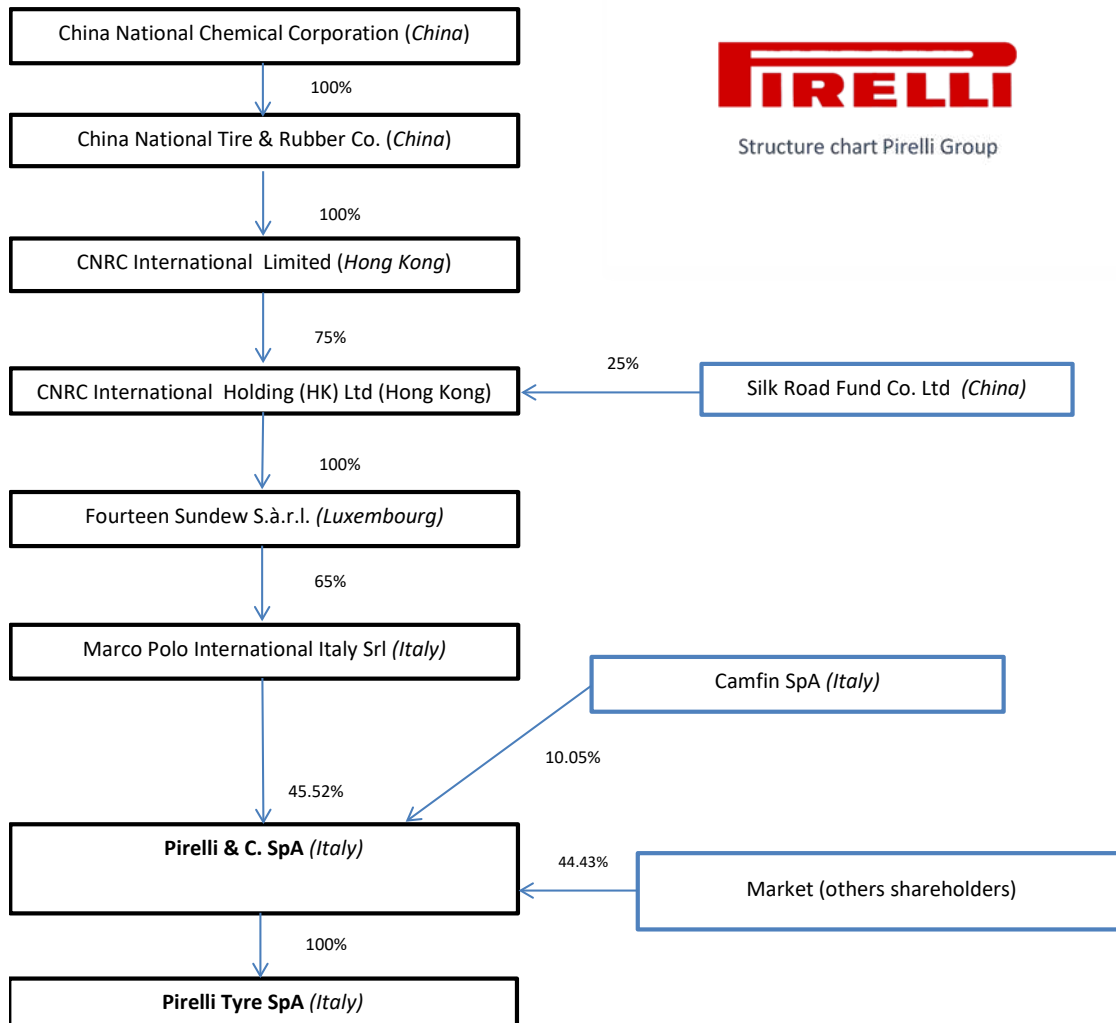 China National Chemical Corporation (China)
PIRELLI
Structure chart Pirelli Group
100%
China National Tire & Rubber Co. (China)
100%
CNRC International  Limited (Hong Kong)
75%
25%
CNRC International  Holding (HK) Ltd (Hong Kong)
Silk Road Fund Co. Ltd  (China)
100%
Fourteen Sundew S.à.r.l. (Luxembourg)
65%
Marco Polo International Italy Srl (Italy)
Camfin SpA (Italy)
10.05%
45.52%
Pirelli & C. SpA (Italy)
44.43%
Market (others shareholders)
100%
Pirelli Tyre SpA (Italy)